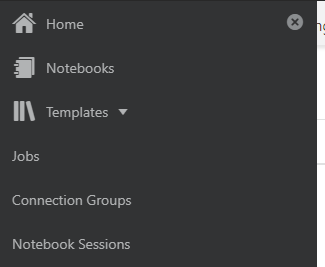 Home
Notebooks
Templates
Jobs
Connection Groups
Notebook Sessions